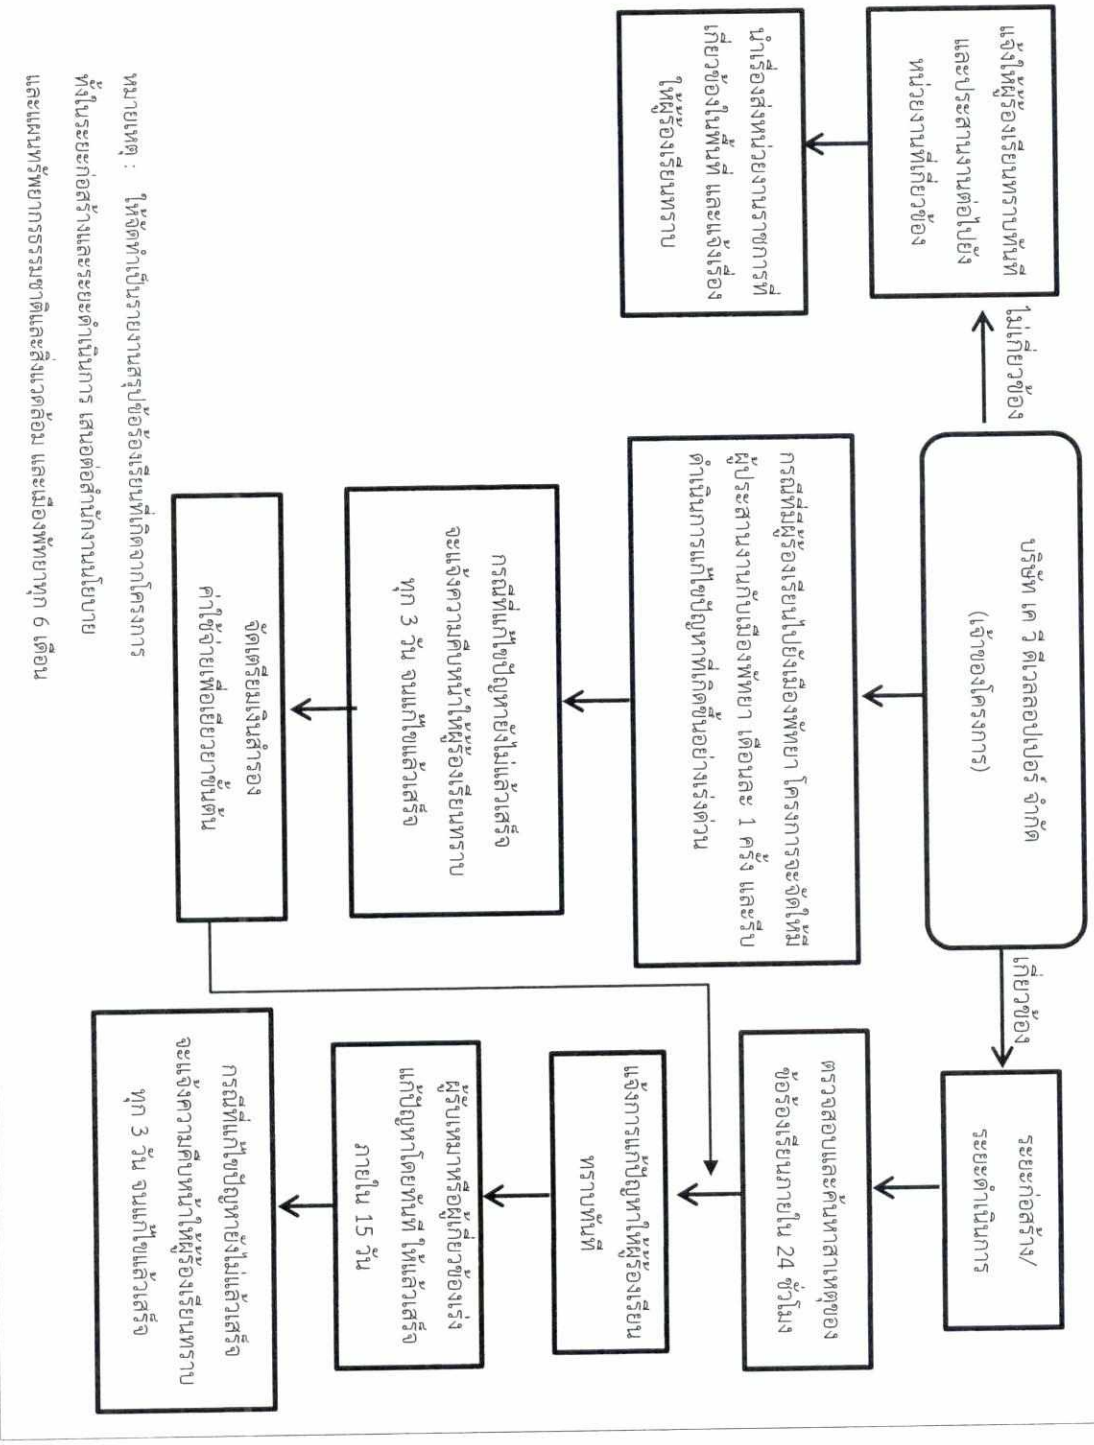 บริษัท เค วี ดีเวลลอปเปอร์ จำกัด
(เจ้าของโครงการ)
ไม่เกี่ยวข้อง
เกี่ยวข้อง
แจ้งให้ผู้ร้องเรียนทราบทันที
และประสานงานต่อไปยัง
หน่วยงานที่เกี่ยวข้อง
นำเรื่องส่งหน่วยงานราชการที่
เกี่ยวข้องในพื้นที่ และแจ้งเรื่อง
ให้ผู้ร้องเรียนทราบ
กรณีที่มีผู้ร้องเรียนไปยังเมืองพัทยา โครงการจะจัดให้มี
ผู้ประสานงานกับเมืองพัทยา เดือนละ 1 ครั้ง และรีบ
ดำเนินการแก้ไขปัญหาที่เกิดขึ้นอย่างเร่งด่วน
กรณีที่แก้ไขปัญหายังไม่แล้วเสร็จ
จะแจ้งความคืบหน้าให้ผู้ร้องเรียนทราบ
ทุก 3 วัน จนแก้ไขแล้วเสร็จ
จัดเตรียมเงินสำรอง
ค่าใช้จ่ายเพื่อเยียวยาขั้นต้น
ระยะก่อสร้าง/
ระยะดำเนินการ
ตรวจสอบและค้นหาสาเหตุของ
ข้อร้องเรียนภายใน 24 ชั่วโมง
แจ้งการแก้ปัญหาให้ผู้ร้องเรียน
ทราบทันที
ผู้รับเหมาหรือผู้เกี่ยวข้องเร่ง
แก้ปัญหาโดยทันที ให้แล้วเสร็จ
ภายใน 15 วัน
กรณีที่แก้ไขปัญหายังไม่แล้วเสร็จ
จะแจ้งความคืบหน้าให้ผู้ร้องเรียนทราบ
ทุก 3 วัน จนแก้ไขแล้วเสร็จ
หมายเหตุ : ให้จัดทำเป็นรายงานสรุปข้อร้องเรียนที่เกิดจากโครงการ
ทั้งในระยะก่อสร้างและระยะดำเนินการ เสนอต่อสำนักงานนโยบาย
และแผนทรัพยากรธรรมชาติและสิ่งแวดล้อม และเมืองพัทยาทุก 6 เดือน